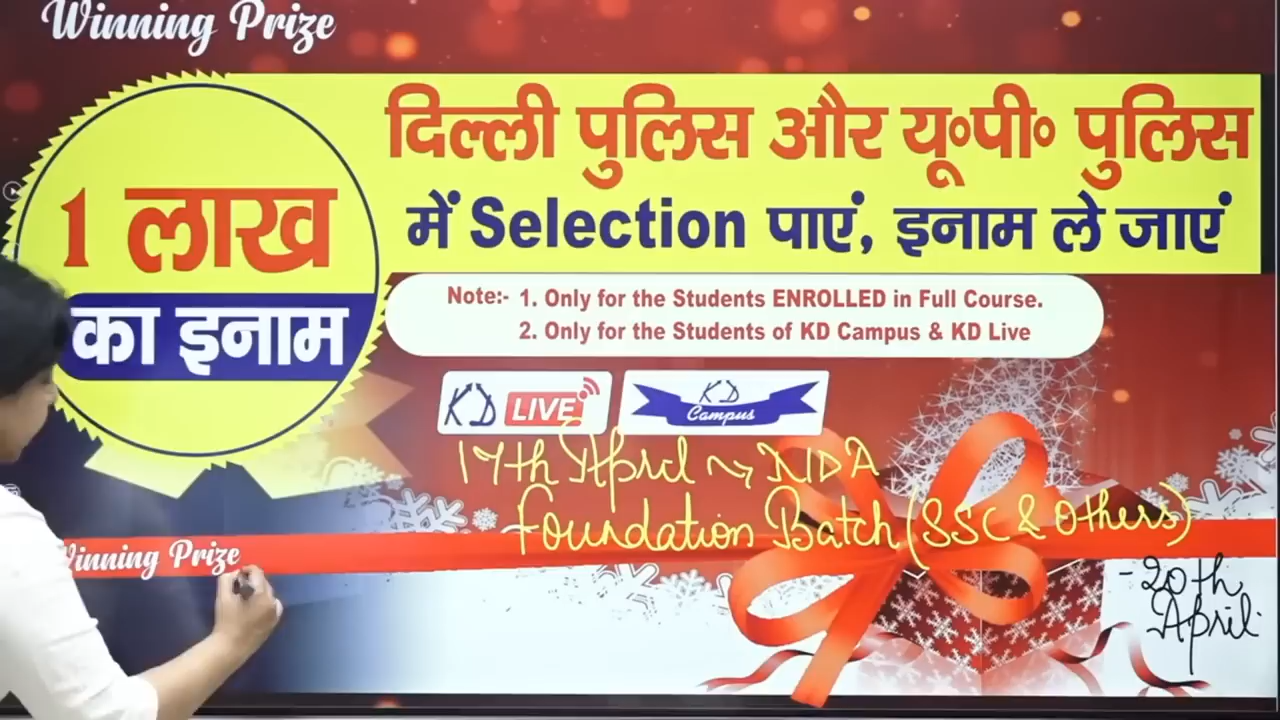 Winning Prize
1 लाख
का इनाम
दिल्ली पुलिस और यू॰पी॰ पुलिस
में Selection पाएं, इनाम ले जाएं
Note:- 1. Only for the Students ENROLLED in Full Course.
2. Only for the Students of KD Campus & KD Live
KD LIVE
KD Campus
17th April → NDA
Foundation Batch (SSC & Others)
- 20th
April
Winning Prize